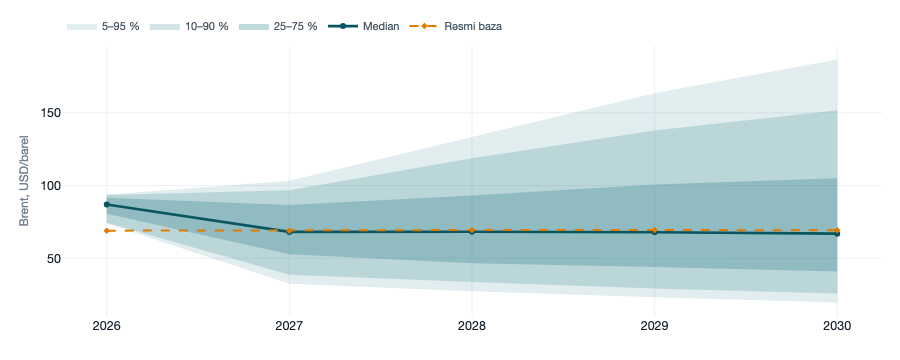 5–95 % 10–90 % 25–75 % Median Rəsmi baza
Brent, USD/barel
150
100
50
2026 2027 2028 2029 2030